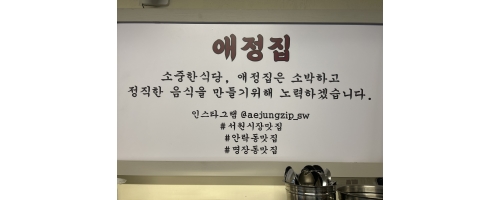 애정집
소중한식당, 애정집은 소박하고
정직한 음식을 만들기위해 노력하겠습니다.
인스타그램 @aejungzip_sw
#서원시장맛집
#안락동맛집
#명장동맛집